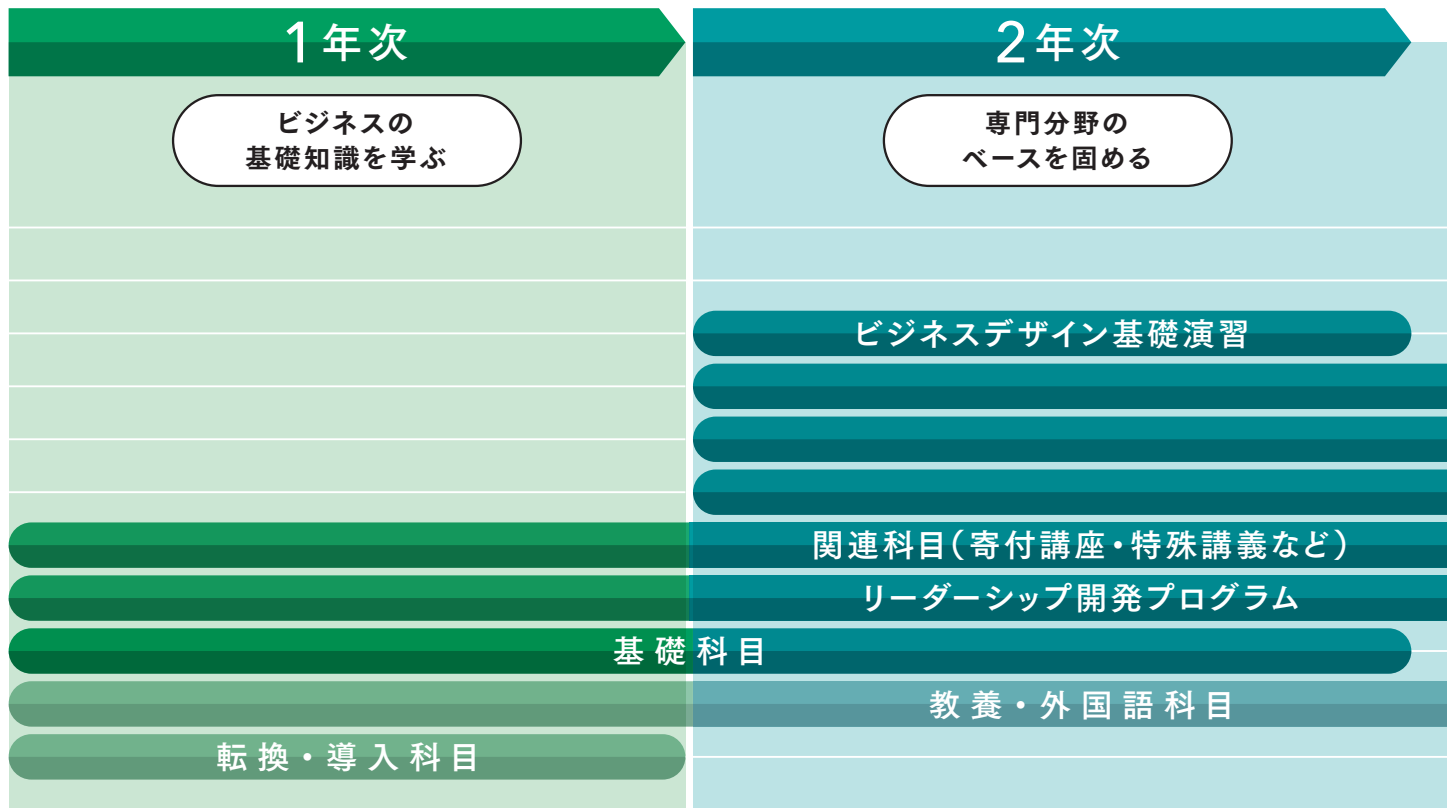 1年次
2年次
ビジネスの
基礎知識を学ぶ
専門分野の
ベースを固める
ビジネスデザイン基礎演習
関連科目(寄付講座・特殊講義など)
リーダーシップ開発プログラム
基礎科目
教養・外国語科目
転換・導入科目